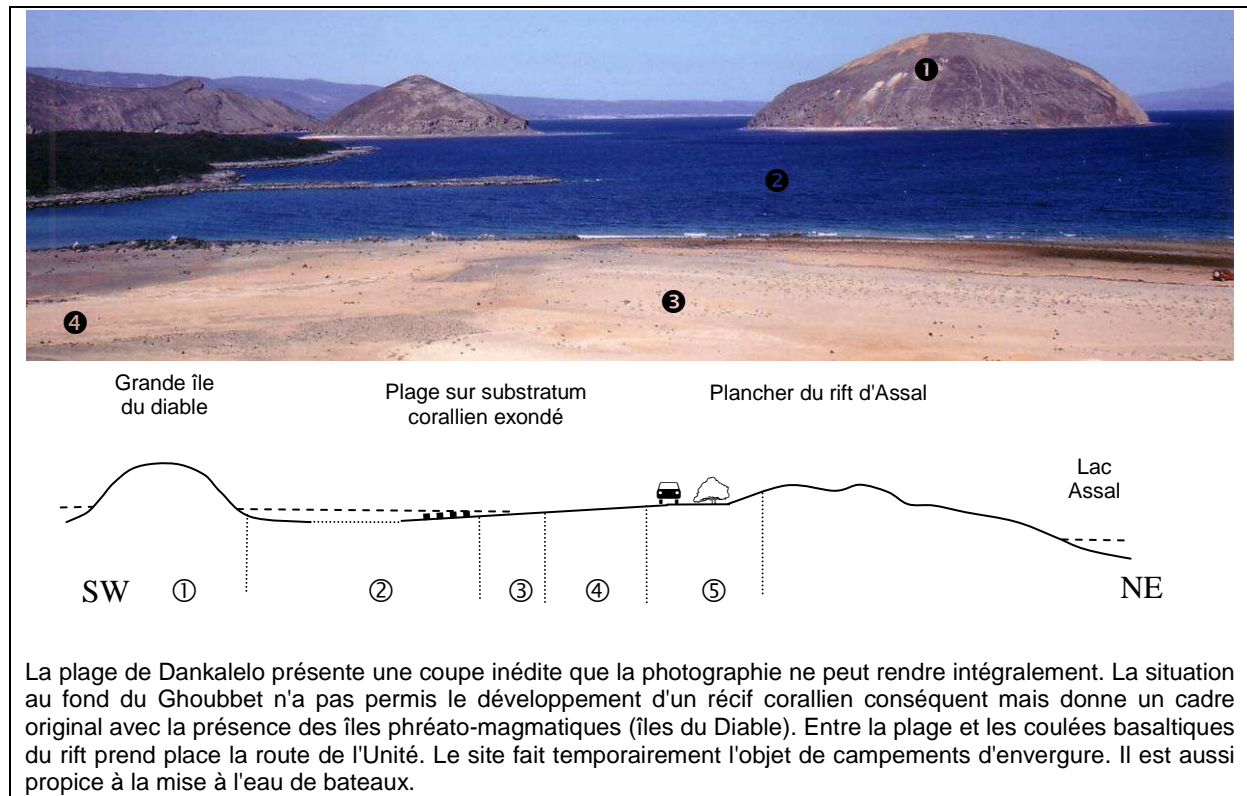 ❶
❷
❸
❹
Grande île
du diable
Plage sur substratum
corallien exondé
Plancher du rift d'Assal
Lac
Assal
SW ① ② ③ ④ ⑤ NE
La plage de Dankalelo présente une coupe inédite que la photographie ne peut rendre intégralement. La situation
au fond du Ghoubbet n'a pas permis le développement d'un récif corallien conséquent mais donne un cadre
original avec la présence des îles phréato-magmatiques (îles du Diable). Entre la plage et les coulées basaltiques
du rift prend place la route de l'Unité. Le site fait temporairement l'objet de campements d'envergure. Il est aussi
propice à la mise à l'eau de bateaux.